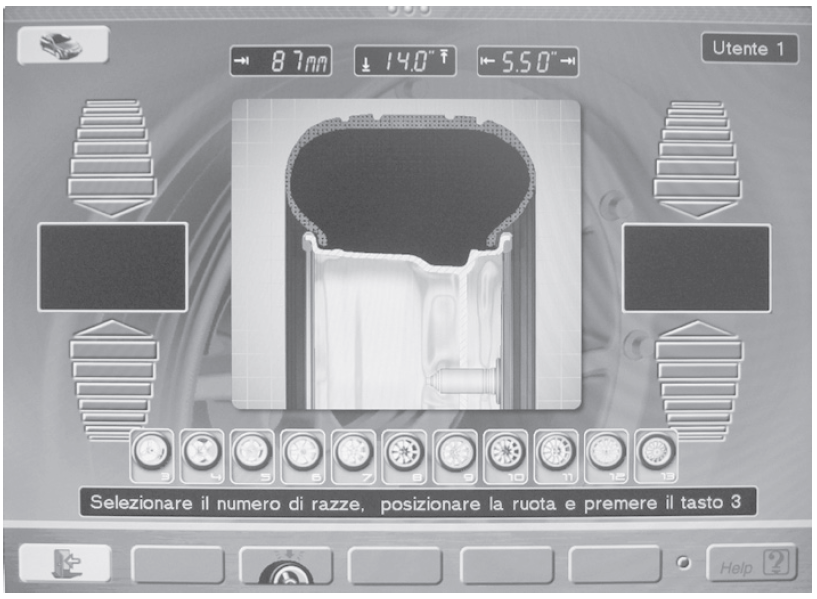 87mm 14.0" 5.50"
Utente 1
3 4 5 6 7 8 9 10 11 12 13
Selezionare il numero di razze, posizionare la ruota e premere il tasto 3
Help ?